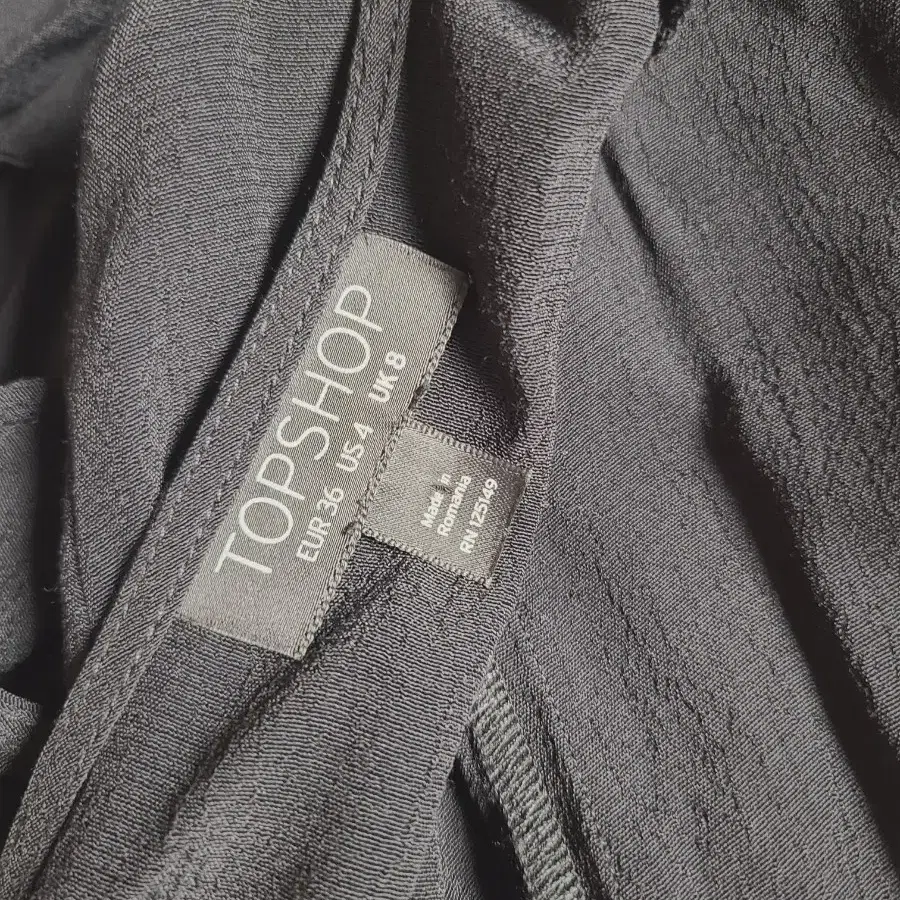 TOPSHOP
EUR 36 US 4 UK 8
Made in
Romania
RN 125149